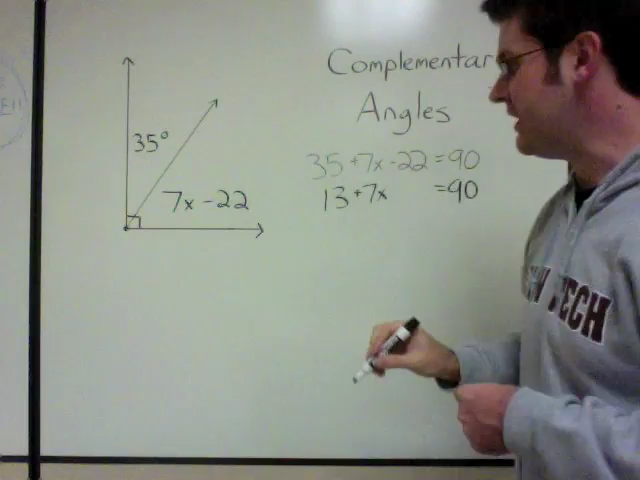 Complementar
Angles
35°
7x - 22
35 + 7x - 22 = 90
13 + 7x = 90
TECH